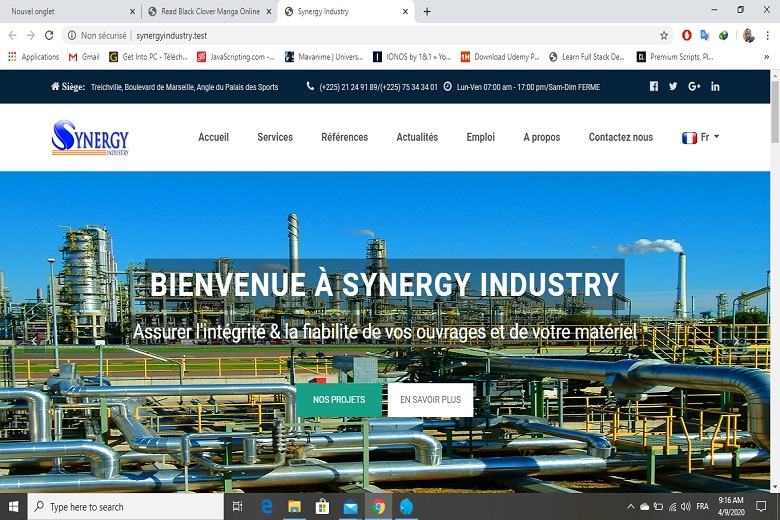 Nouvel onglet
Read Black Clover Manga Online
Synergy Industry
Non sécurisé | synergyindustry.test
Applications
Gmail
Get Into PC - Téléch...
JavaScripting.com -...
Mavanime | Univers...
IONOS by 1&1 » Yo...
Download Udemy P...
Learn Full Stack De...
Premium Scripts, Pl...
»
Siège: Treichville, Boulevard de Marseille, Angle du Palais des Sports
(+225) 21 24 91 89/(+225) 75 34 34 01
Lun-Ven 07:00 am - 17:00 pm/Sam-Dim FERME
SYNERGY
INDUSTRY
Accueil
Services
Références
Actualités
Emploi
A propos
Contactez nous
Fr
BIENVENUE À SYNERGY INDUSTRY
Assurer l'intégrité & la fiabilité de vos ouvrages et de votre matériel
NOS PROJETS
EN SAVOIR PLUS
Type here to search
FRA
9:16 AM
4/9/2020